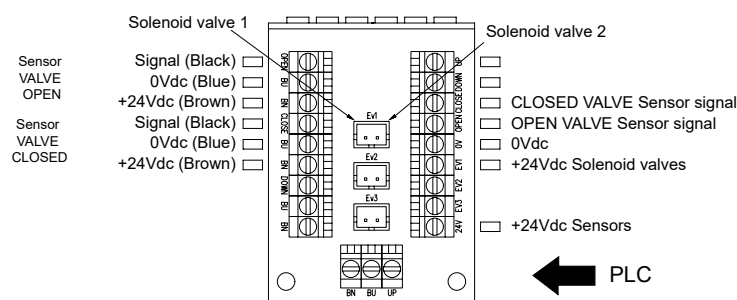 Solenoid valve 1
Solenoid valve 2
Sensor
VALVE
OPEN
Signal (Black)
0Vdc (Blue)
+24Vdc (Brown)
Sensor
VALVE
CLOSED
Signal (Black)
0Vdc (Blue)
+24Vdc (Brown)
OPEN
BU
BN
CLOSE
BU
BN
DOWN
BU
BN
Ev1
Ev2
Ev3
UP
DOWN
CLOSE
OPEN
0V
EV1
EV2
EV3
24V
CLOSED VALVE Sensor signal
OPEN VALVE Sensor signal
0Vdc
+24Vdc Solenoid valves
+24Vdc Sensors
BN BU UP
PLC